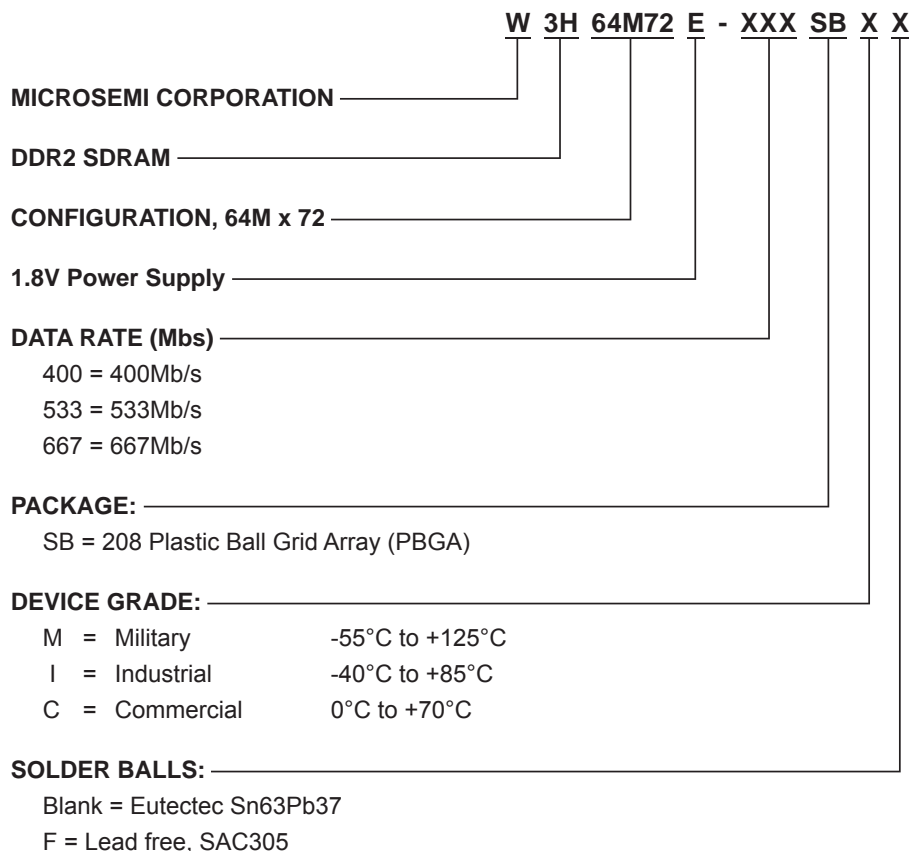 W 3H 64M72 E - XXX SB X X
MICROSEMI CORPORATION
DDR2 SDRAM
CONFIGURATION, 64M x 72
1.8V Power Supply
DATA RATE (Mbs)
400 = 400Mb/s
533 = 533Mb/s
667 = 667Mb/s
PACKAGE:
SB = 208 Plastic Ball Grid Array (PBGA)
DEVICE GRADE:
M = Military -55°C to +125°C
I = Industrial -40°C to +85°C
C = Commercial 0°C to +70°C
SOLDER BALLS:
Blank = Eutectec Sn63Pb37
F = Lead free, SAC305